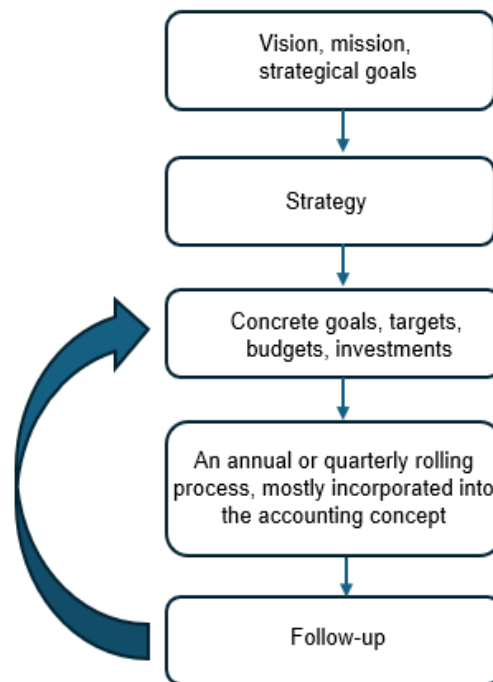 Vision, mission,
strategical goals
Strategy
Concrete goals, targets,
budgets, investments
An annual or quarterly rolling
process, mostly incorporated into
the accounting concept
Follow-up